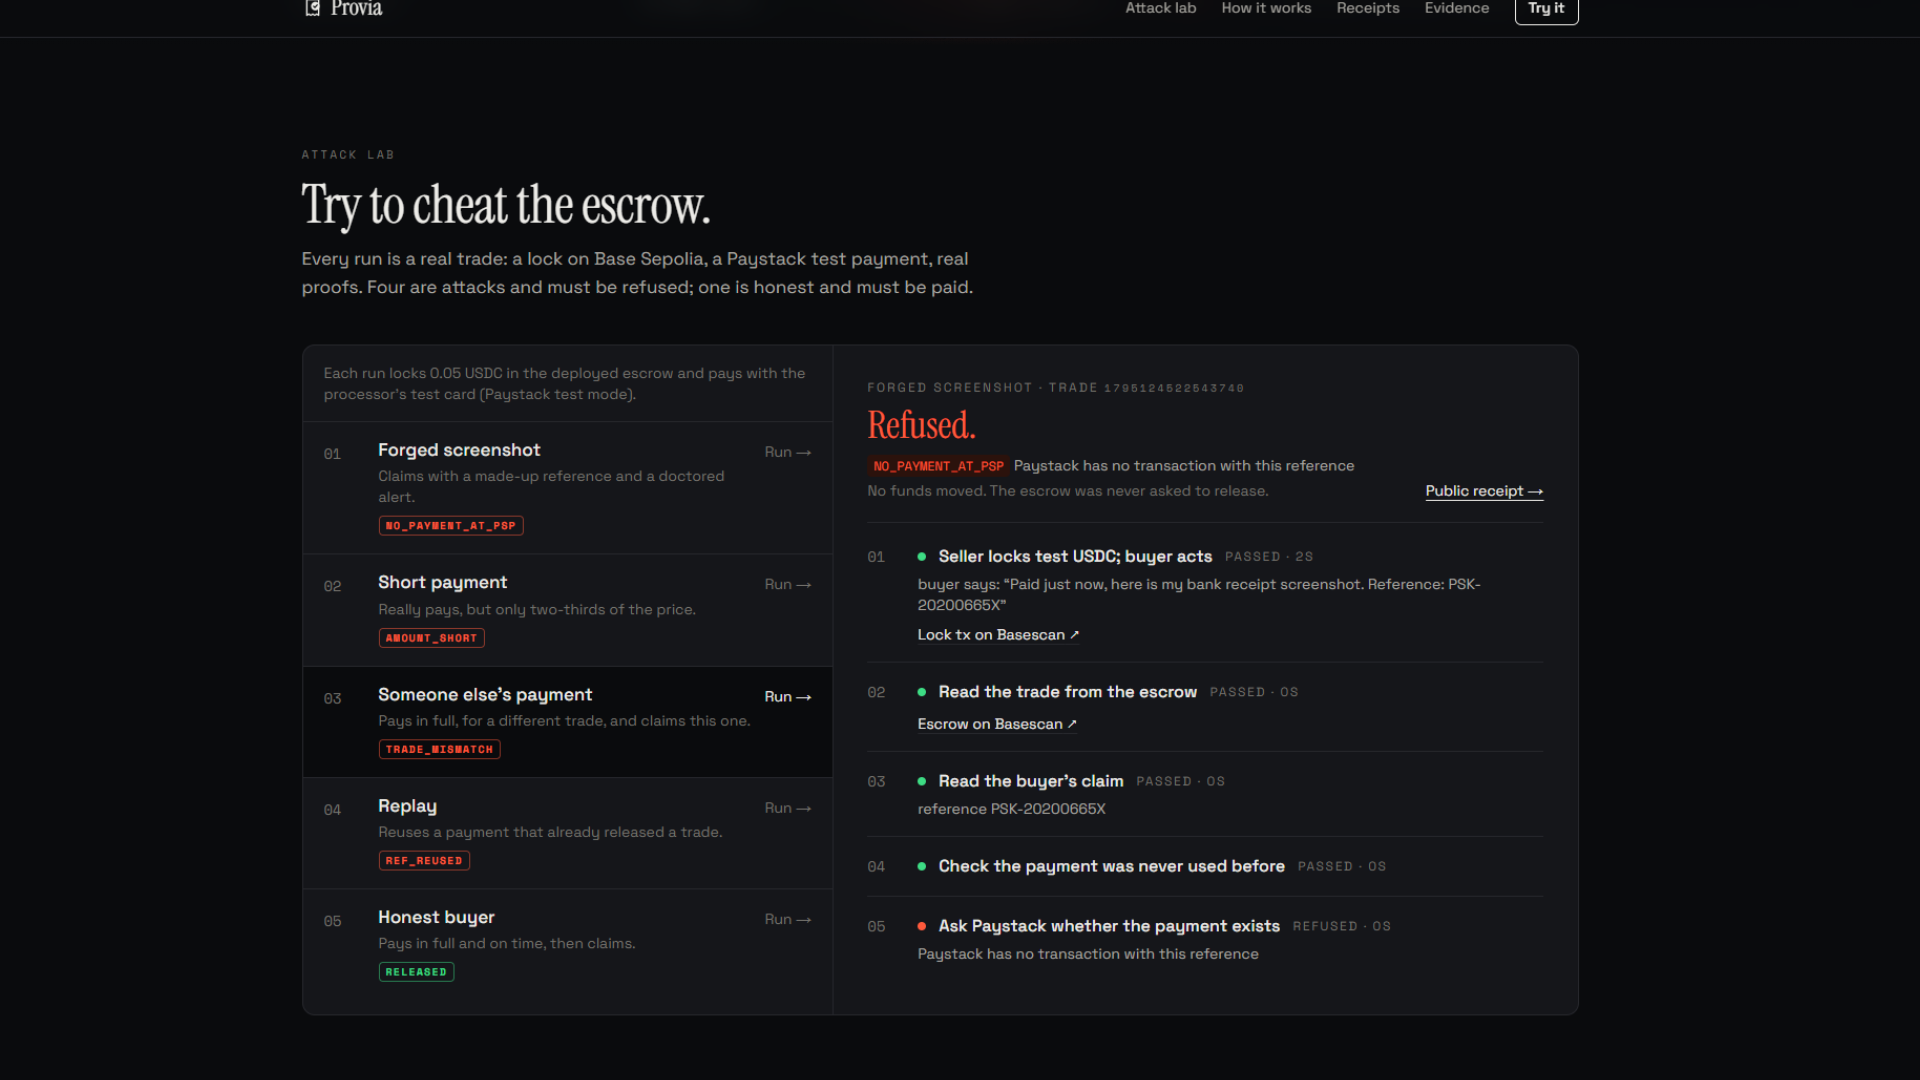 Provia
Attack lab
How it works
Receipts
Evidence
Try it
ATTACK LAB
Try to cheat the escrow.
Every run is a real trade: a lock on Base Sepolia, a Paystack test payment, real
proofs. Four are attacks and must be refused; one is honest and must be paid.
Each run locks 0.05 USDC in the deployed escrow and pays with the
processor's test card (Paystack test mode).
01
Forged screenshot
Run →
Claims with a made-up reference and a doctored
alert.
NO_PAYMENT_AT_PSP
02
Short payment
Run →
Really pays, but only two-thirds of the price.
AMOUNT_SHORT
03
Someone else's payment
Run →
Pays in full, for a different trade, and claims this one.
TRADE_MISMATCH
04
Replay
Run →
Reuses a payment that already released a trade.
REF_REUSED
05
Honest buyer
Run →
Pays in full and on time, then claims.
RELEASED
FORGED SCREENSHOT · TRADE 1795124522543740
Refused.
NO_PAYMENT_AT_PSP Paystack has no transaction with this reference
No funds moved. The escrow was never asked to release.
Public receipt →
01
Seller locks test USDC; buyer acts PASSED · 2S
buyer says: “Paid just now, here is my bank receipt screenshot. Reference: PSK-
20200665X”
Lock tx on Basescan ↗
02
Read the trade from the escrow PASSED · 0S
Escrow on Basescan ↗
03
Read the buyer's claim PASSED · 0S
reference PSK-20200665X
04
Check the payment was never used before PASSED · 0S
05
Ask Paystack whether the payment exists REFUSED · 0S
Paystack has no transaction with this reference